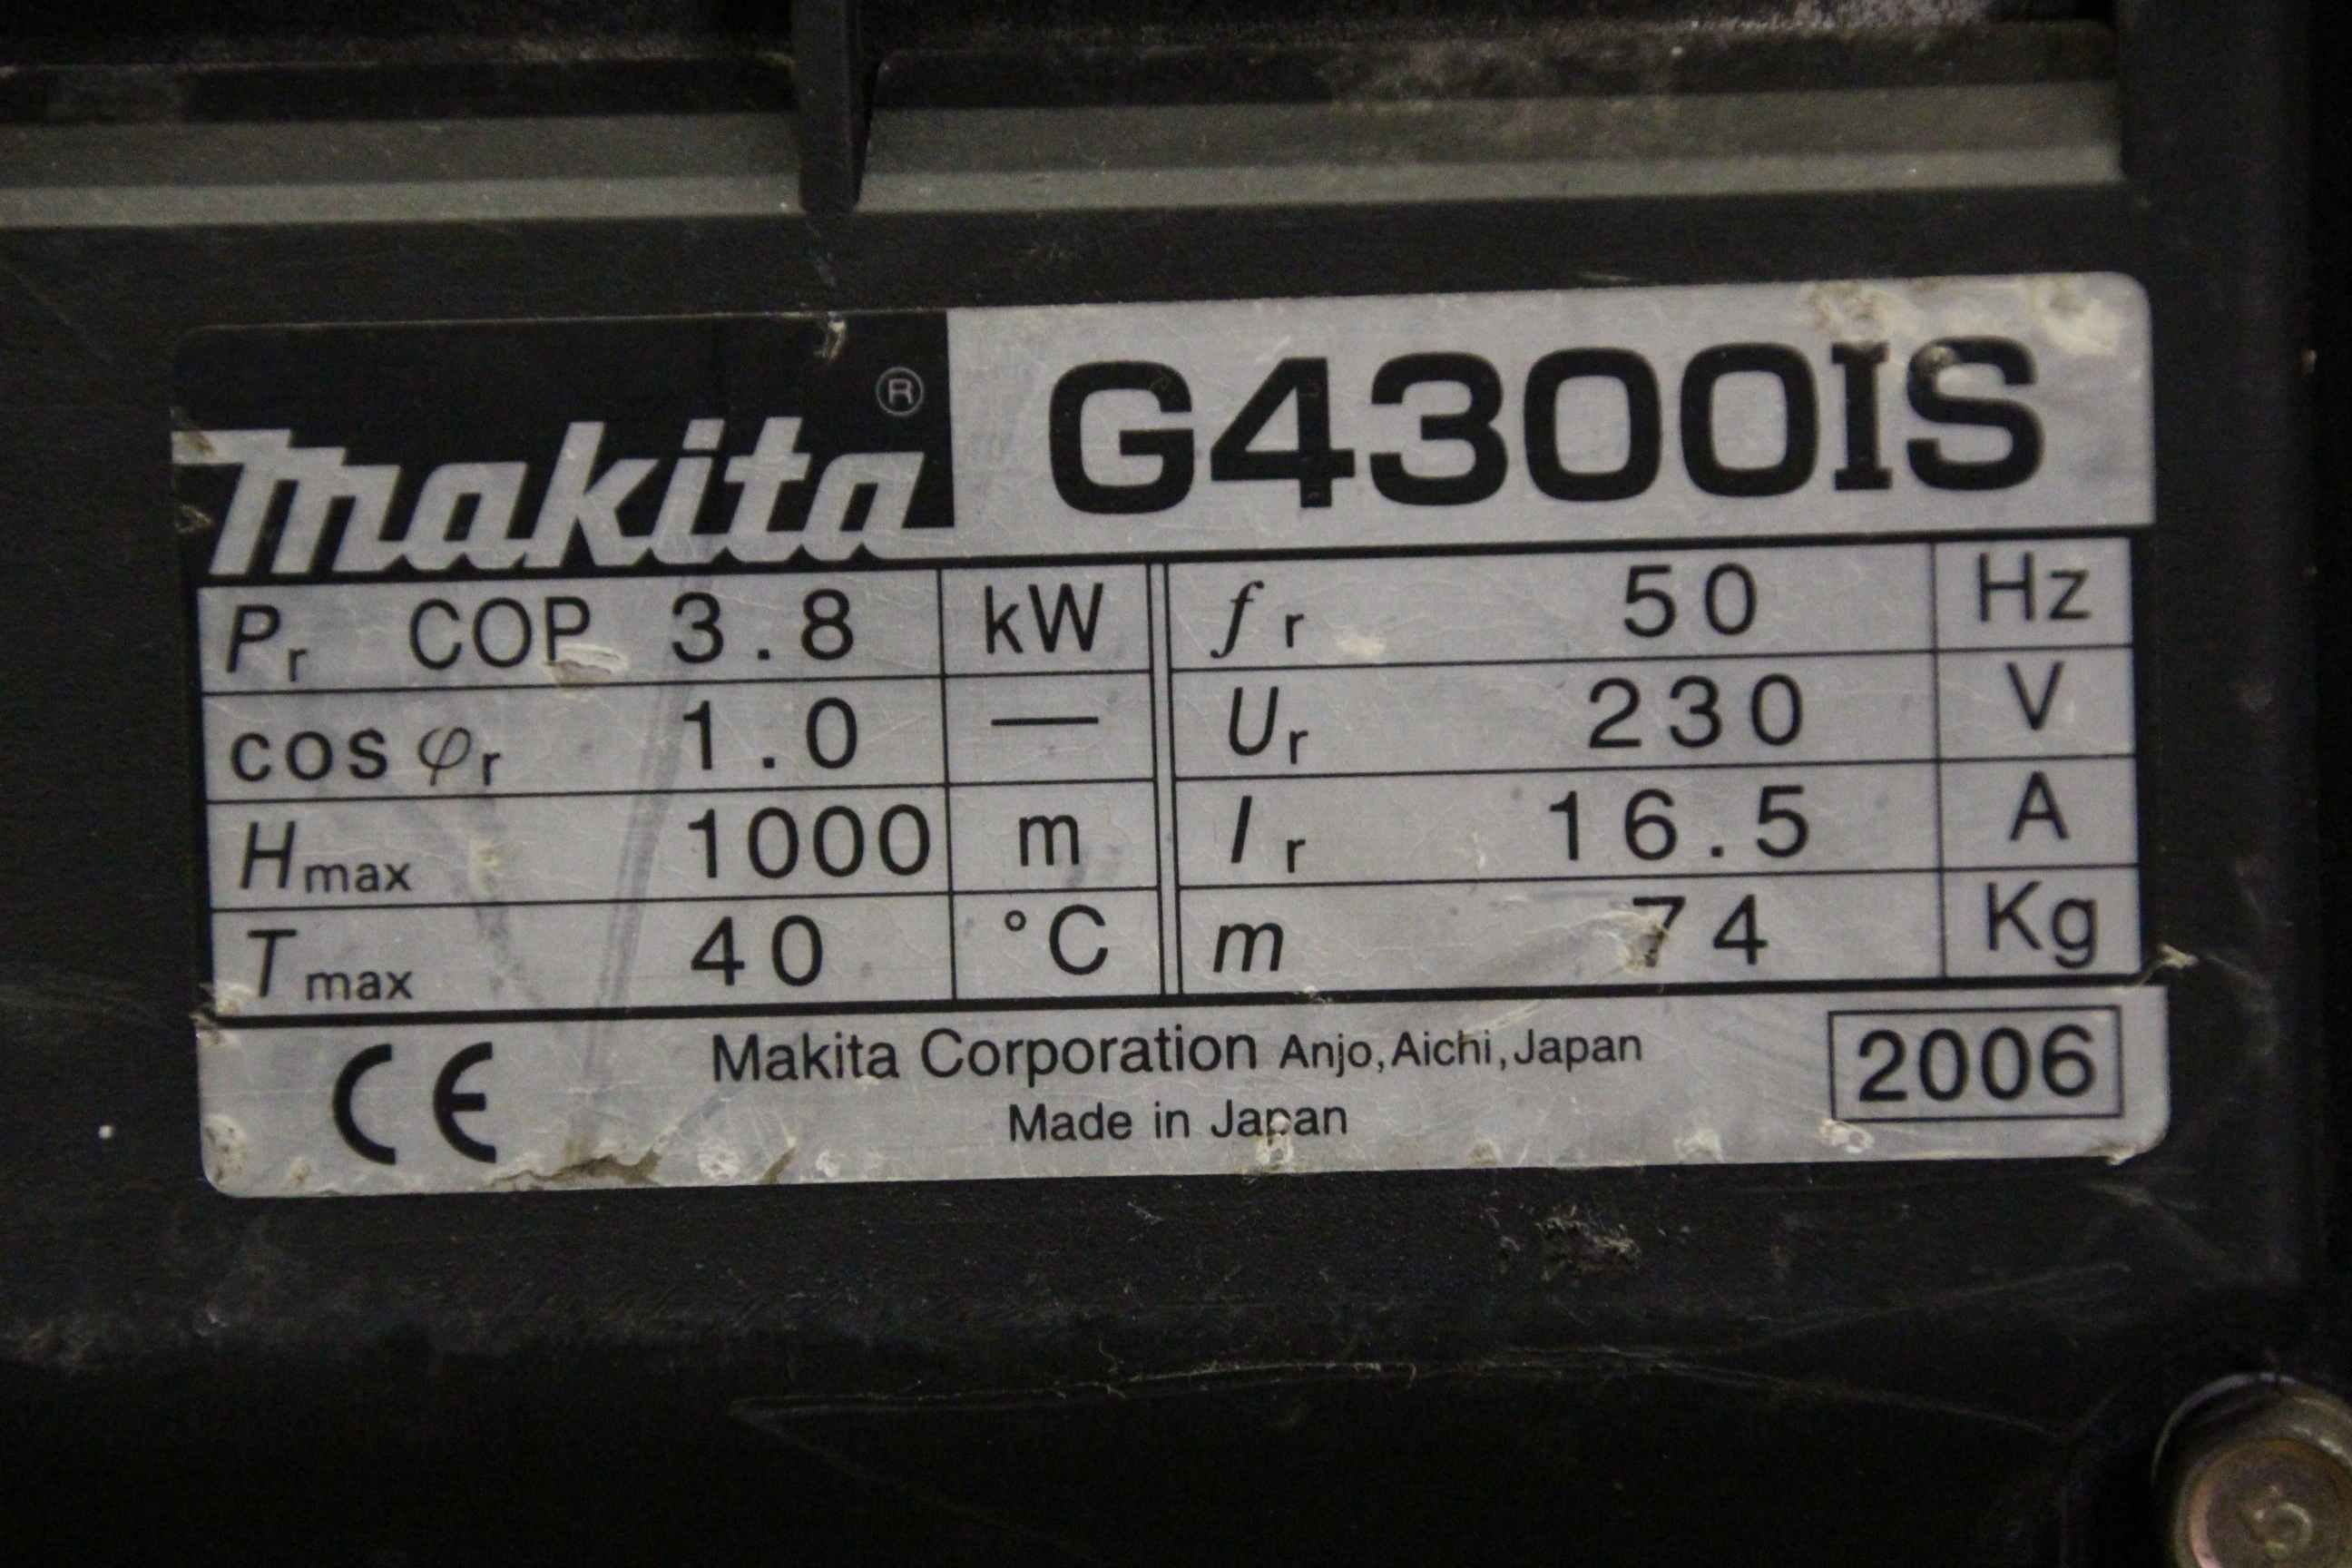 makita® G4300IS
Pr COP 3.8 kW fr 50 Hz
cos φr 1.0 — Ur 230 V
Hmax 1000 m Ir 16.5 A
Tmax 40 °C m 74 Kg
CE Makita Corporation Anjo, Aichi, Japan 2006
Made in Japan